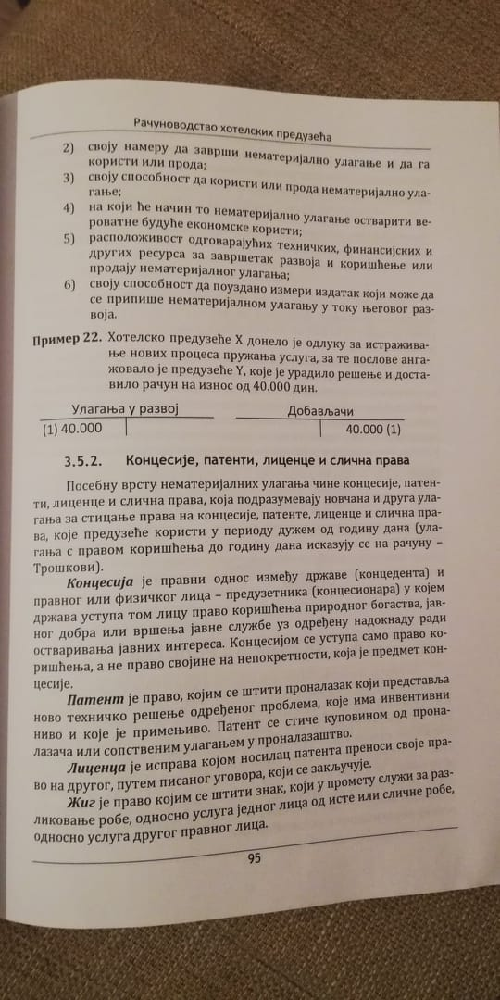 Рачуноводство хотелских предузећа
2) своју намеру да заврши нематеријално улагање и да га
користи или прода;
3) своју способност да користи или прода нематеријално ула-
гање;
4) на који ће начин то нематеријално улагање остварити ве-
роватне будуће економске користи;
5) расположивост одговарајућих техничких, финансијских и
других ресурса за завршетак развоја и коришћење или
продају нематеријалног улагања;
6) своју способност да поуздано измери издатак који може да
се припише нематеријалном улагању у току његовог раз-
воја.
Пример 22. Хотелско предузеће X донело је одлуку за истражива-
ње нових процеса пружања услуга, за те послове анга-
жовало је предузеће Y, које је урадило решење и доста-
вило рачун на износ од 40.000 дин.
Улагања у развој Добављачи
(1) 40.000 40.000 (1)
3.5.2. Концесије, патенти, лиценце и слична права
Посебну врсту нематеријалних улагања чине концесије, патен-
ти, лиценце и слична права, која подразумевају новчана и друга ула-
гања за стицање права на концесије, патенте, лиценце и слична пра-
ва, које предузеће користи у периоду дужем од годину дана (ула-
гања с правом коришћења до годину дана исказују се на рачуну –
Трошкови).
Концесија је правни однос између државе (концедента) и
правног или физичког лица – предузетника (концесионара) у којем
држава уступа том лицу право коришћења природног богаства, јав-
ног добра или вршења јавне службе уз одређену надокнаду ради
остваривања јавних интереса. Концесијом се уступа само право ко-
ришћења, а не право својине на непокретности, која је предмет кон-
цесије.
Патент је право, којим се штити проналазак који представља
ново техничко решење одређеног проблема, које има инвентивни
ниво и које је применљиво. Патент се стиче куповином од прона-
лазача или сопственим улагањем у проналазаштво.
Лиценца је исправа којом носилац патента преноси своје пра-
во на другог, путем писаног уговора, који се закључује.
Жиг је право којим се штити знак, који у промету служи за раз-
ликовање робе, односно услуга једног лица од исте или сличне робе,
односно услуга другог правног лица.
95